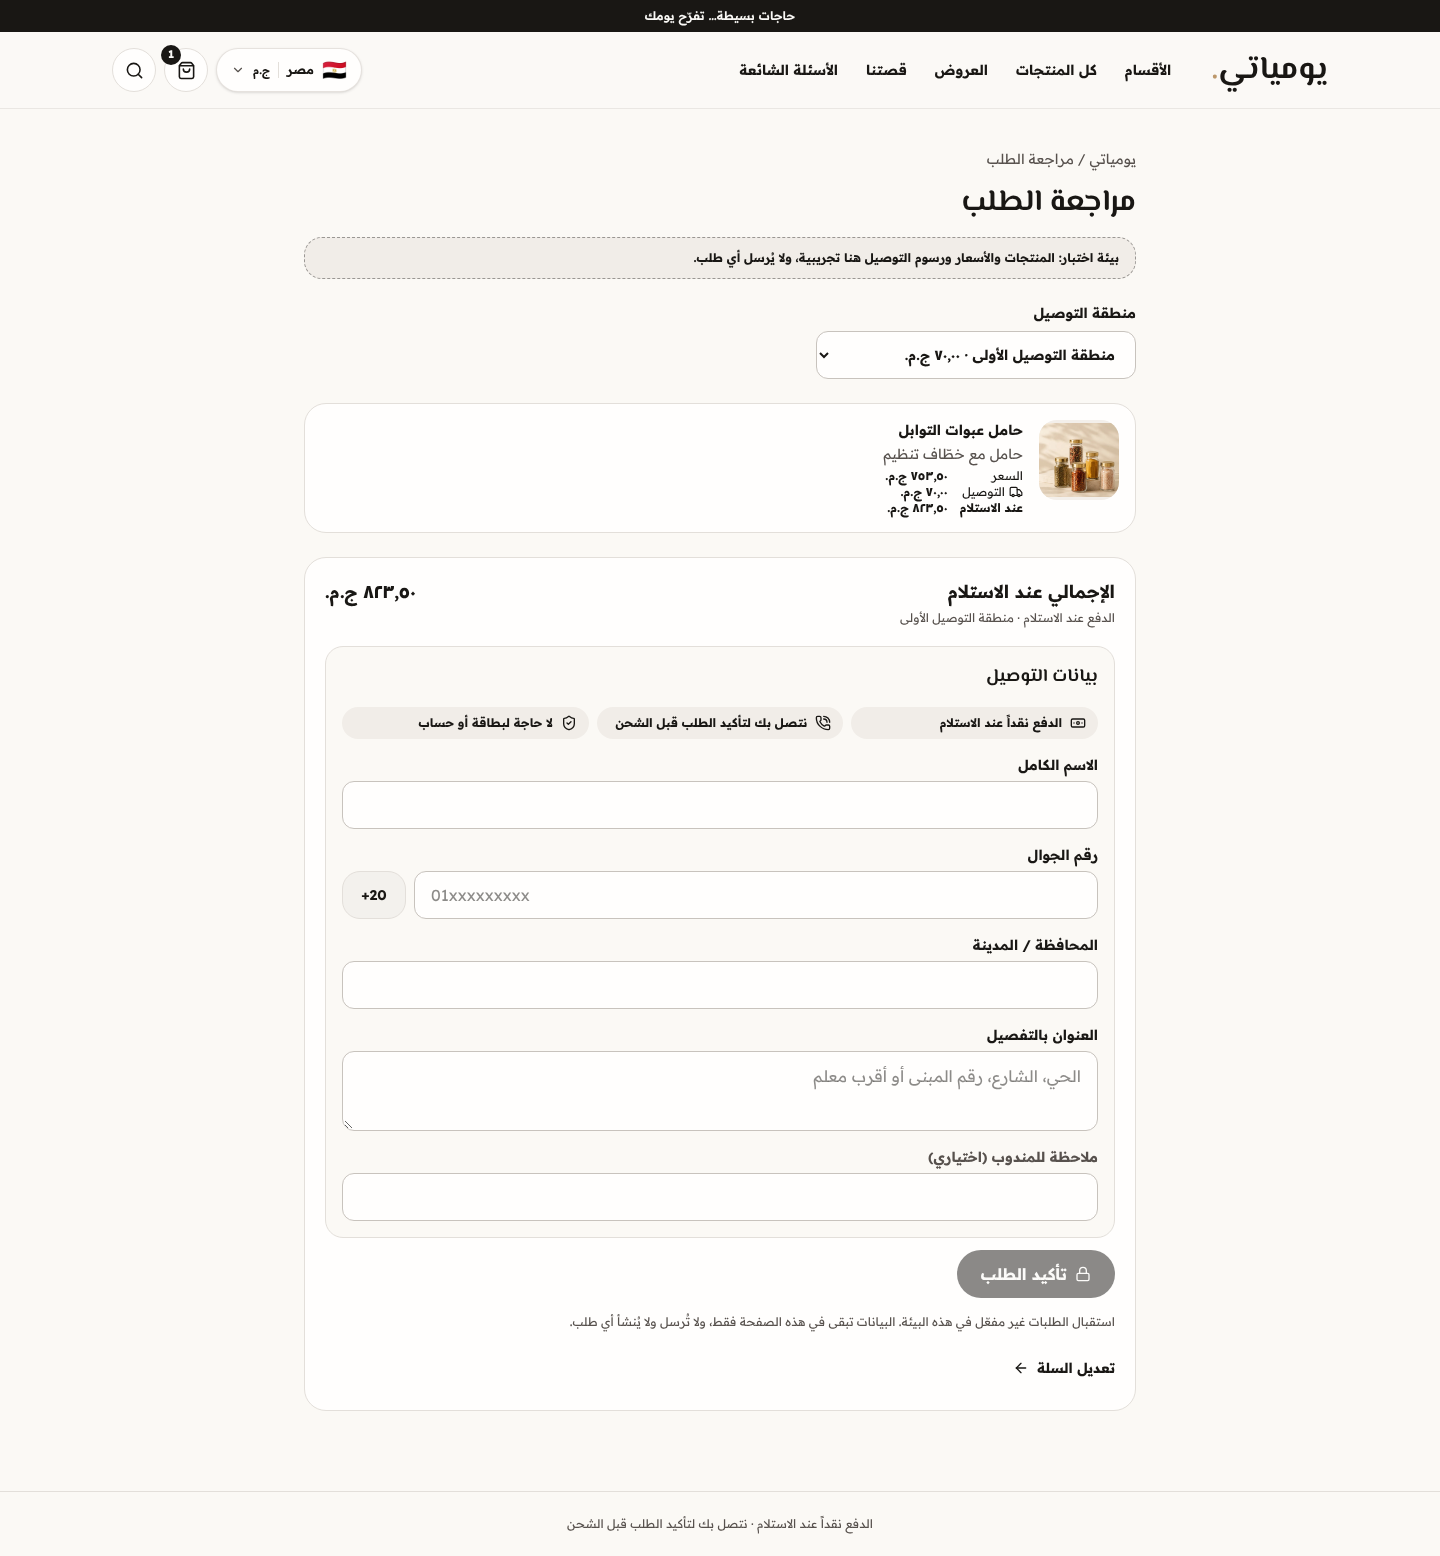 حاجات بسيطة… تفرّح يومك
يومياتي.
الأقسام
كل المنتجات
العروض
قصتنا
الأسئلة الشائعة
مصر
ج.م
1
يومياتي / مراجعة الطلب
مراجعة الطلب
بيئة اختبار: المنتجات والأسعار ورسوم التوصيل هنا تجريبية، ولا يُرسل أي طلب.
منطقة التوصيل
منطقة التوصيل الأولى · ٧٠,٠٠ ج.م.
حامل عبوات التوابل
حامل مع خطّاف تنظيم
السعر ٧٥٣,٥٠ ج.م.
التوصيل ٧٠,٠٠ ج.م.
عند الاستلام ٨٢٣,٥٠ ج.م.
الإجمالي عند الاستلام ٨٢٣,٥٠ ج.م.
الدفع عند الاستلام · منطقة التوصيل الأولى
بيانات التوصيل
الدفع نقداً عند الاستلام
نتصل بك لتأكيد الطلب قبل الشحن
لا حاجة لبطاقة أو حساب
الاسم الكامل
رقم الجوال
01xxxxxxxxx
+20
المحافظة / المدينة
العنوان بالتفصيل
الحي، الشارع، رقم المبنى أو أقرب معلم
ملاحظة للمندوب (اختياري)
تأكيد الطلب
استقبال الطلبات غير مفعّل في هذه البيئة. البيانات تبقى في هذه الصفحة فقط، ولا تُرسل ولا يُنشأ أي طلب.
تعديل السلة
الدفع نقداً عند الاستلام · نتصل بك لتأكيد الطلب قبل الشحن